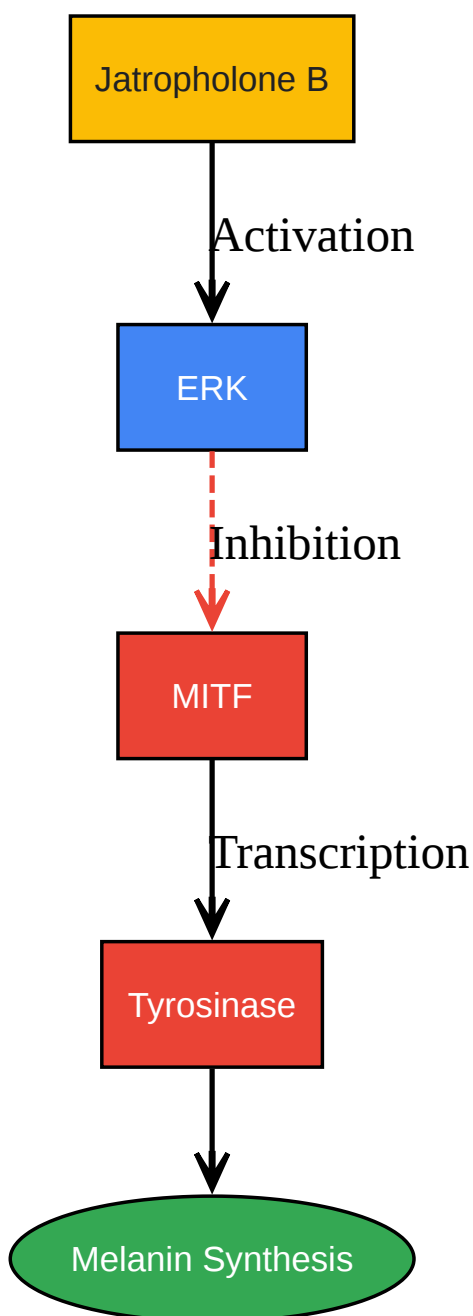 Jatropholone B
Activation
ERK
Inhibition
MITF
Transcription
Tyrosinase
Melanin Synthesis